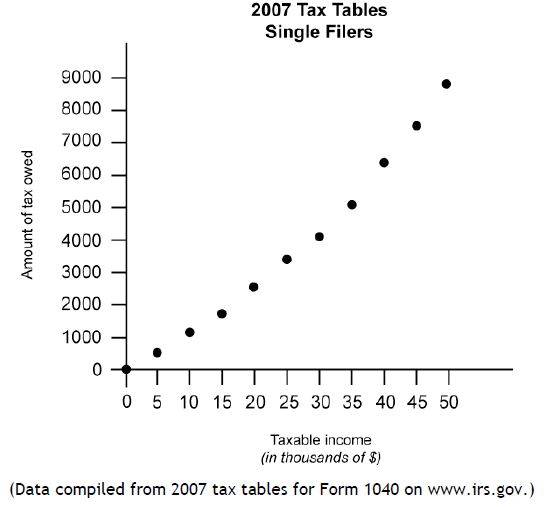 2007 Tax Tables
Single Filers
9000
8000
7000
6000
5000
4000
3000
2000
1000
0
Amount of tax owed
0 5 10 15 20 25 30 35 40 45 50
Taxable income
(in thousands of $)
(Data compiled from 2007 tax tables for Form 1040 on www.irs.gov.)